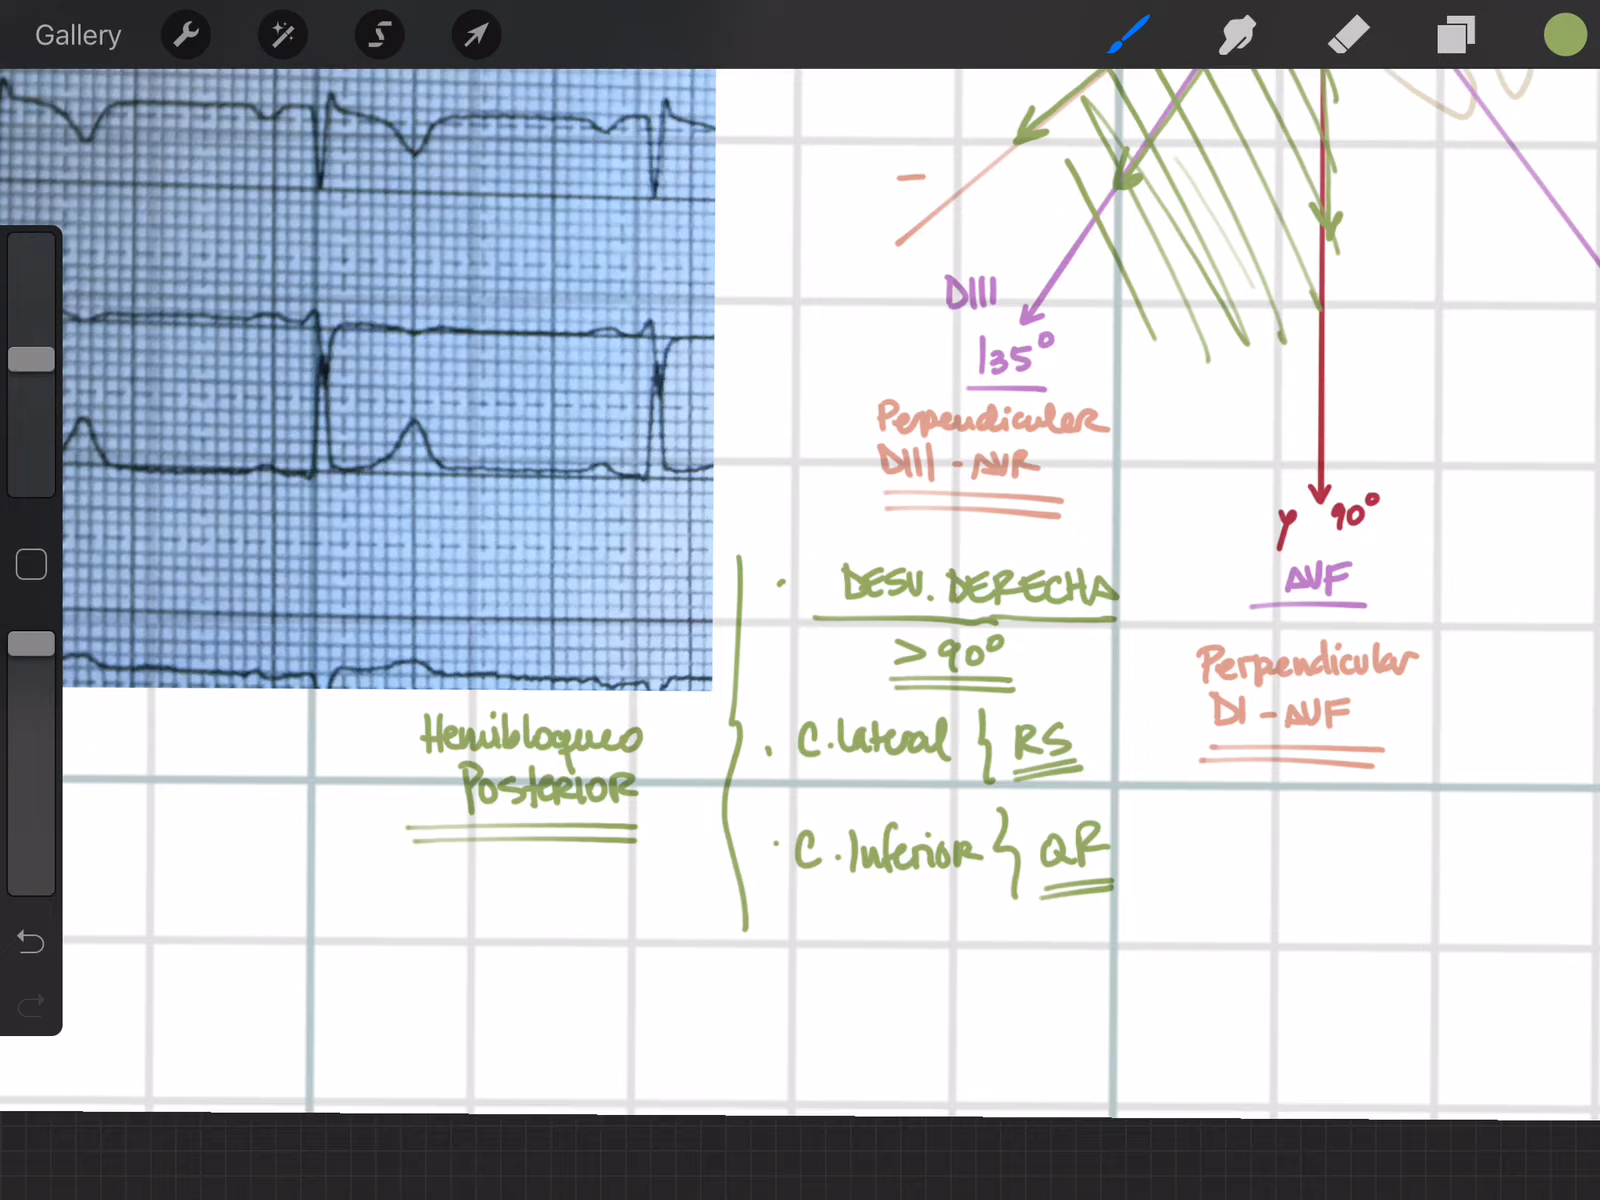 Gallery
DIII
135°
Perpendiculer
DIII - AVR
Y 90°
AVF
Perpendicular
DI - AVF
· DESV. DERECHA
> 90°
· C. Lateral } RS
· C. Inferior } QR
Hemibloqueo
Posterior